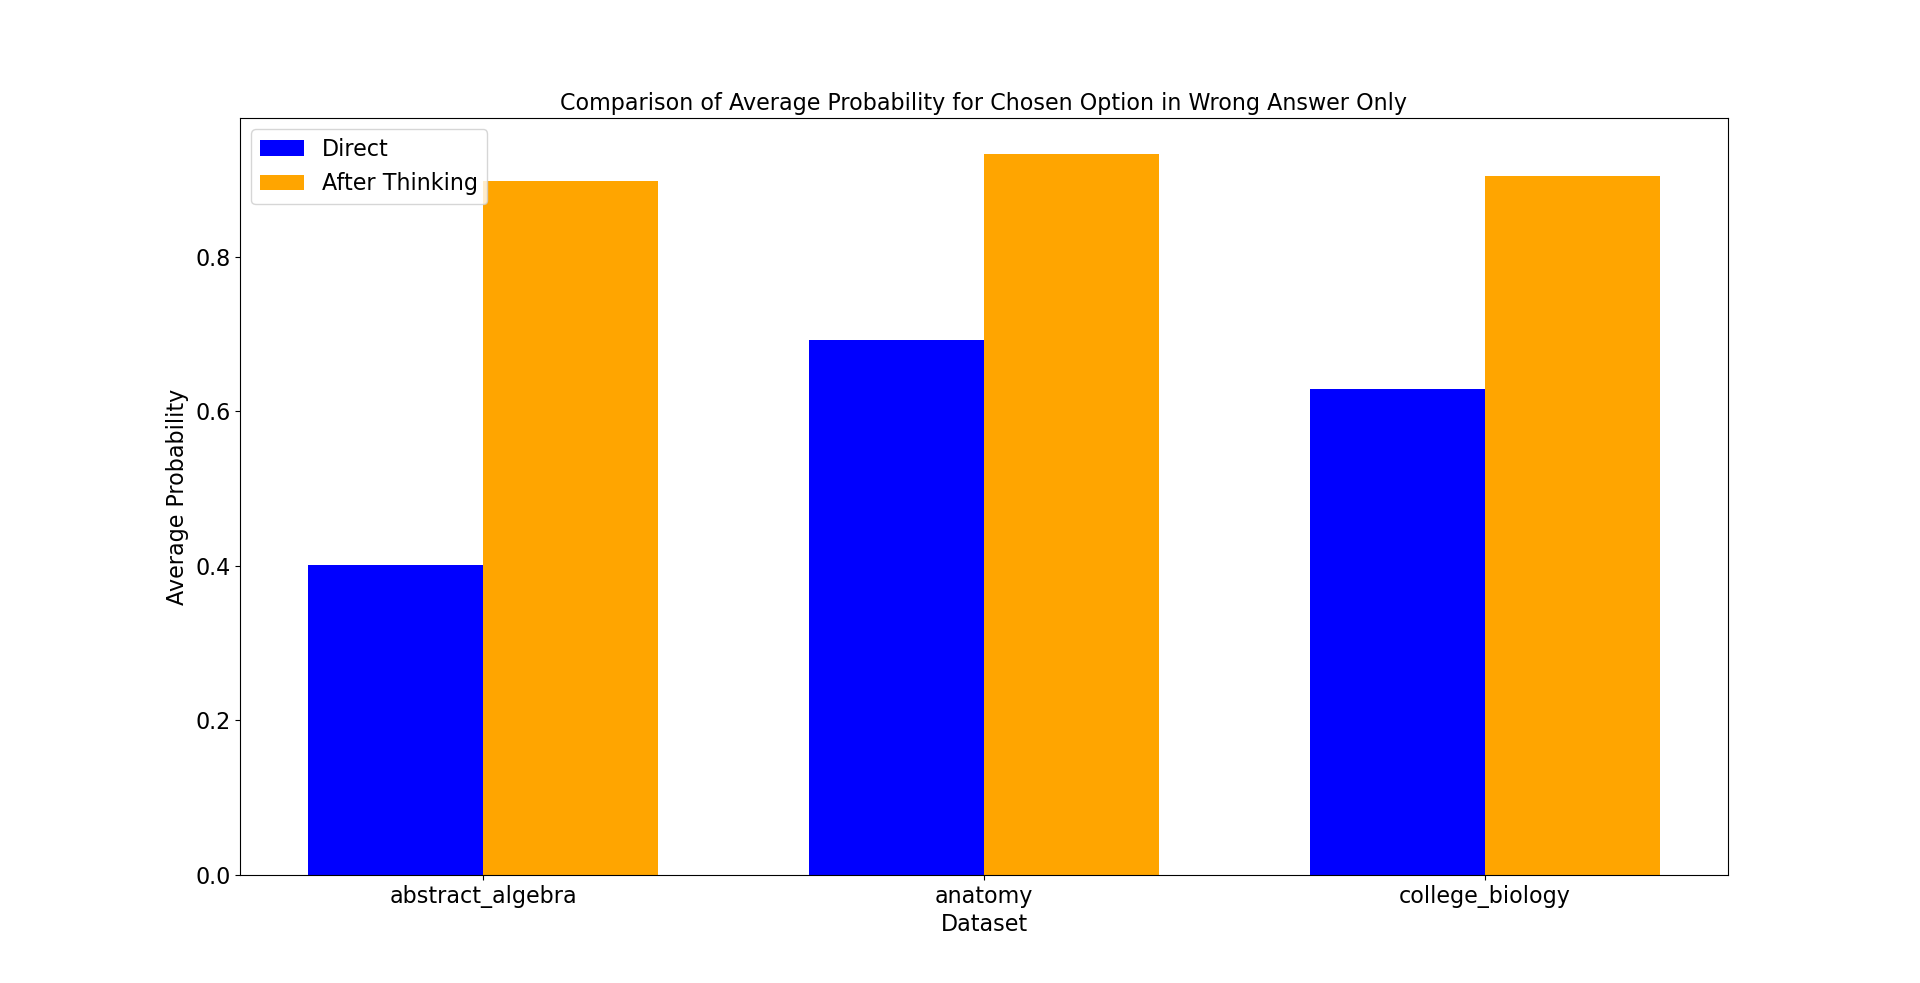 Comparison of Average Probability for Chosen Option in Wrong Answer Only
Direct
After Thinking
Average Probability
0.8
0.6
0.4
0.2
0.0
abstract_algebra
anatomy
college_biology
Dataset